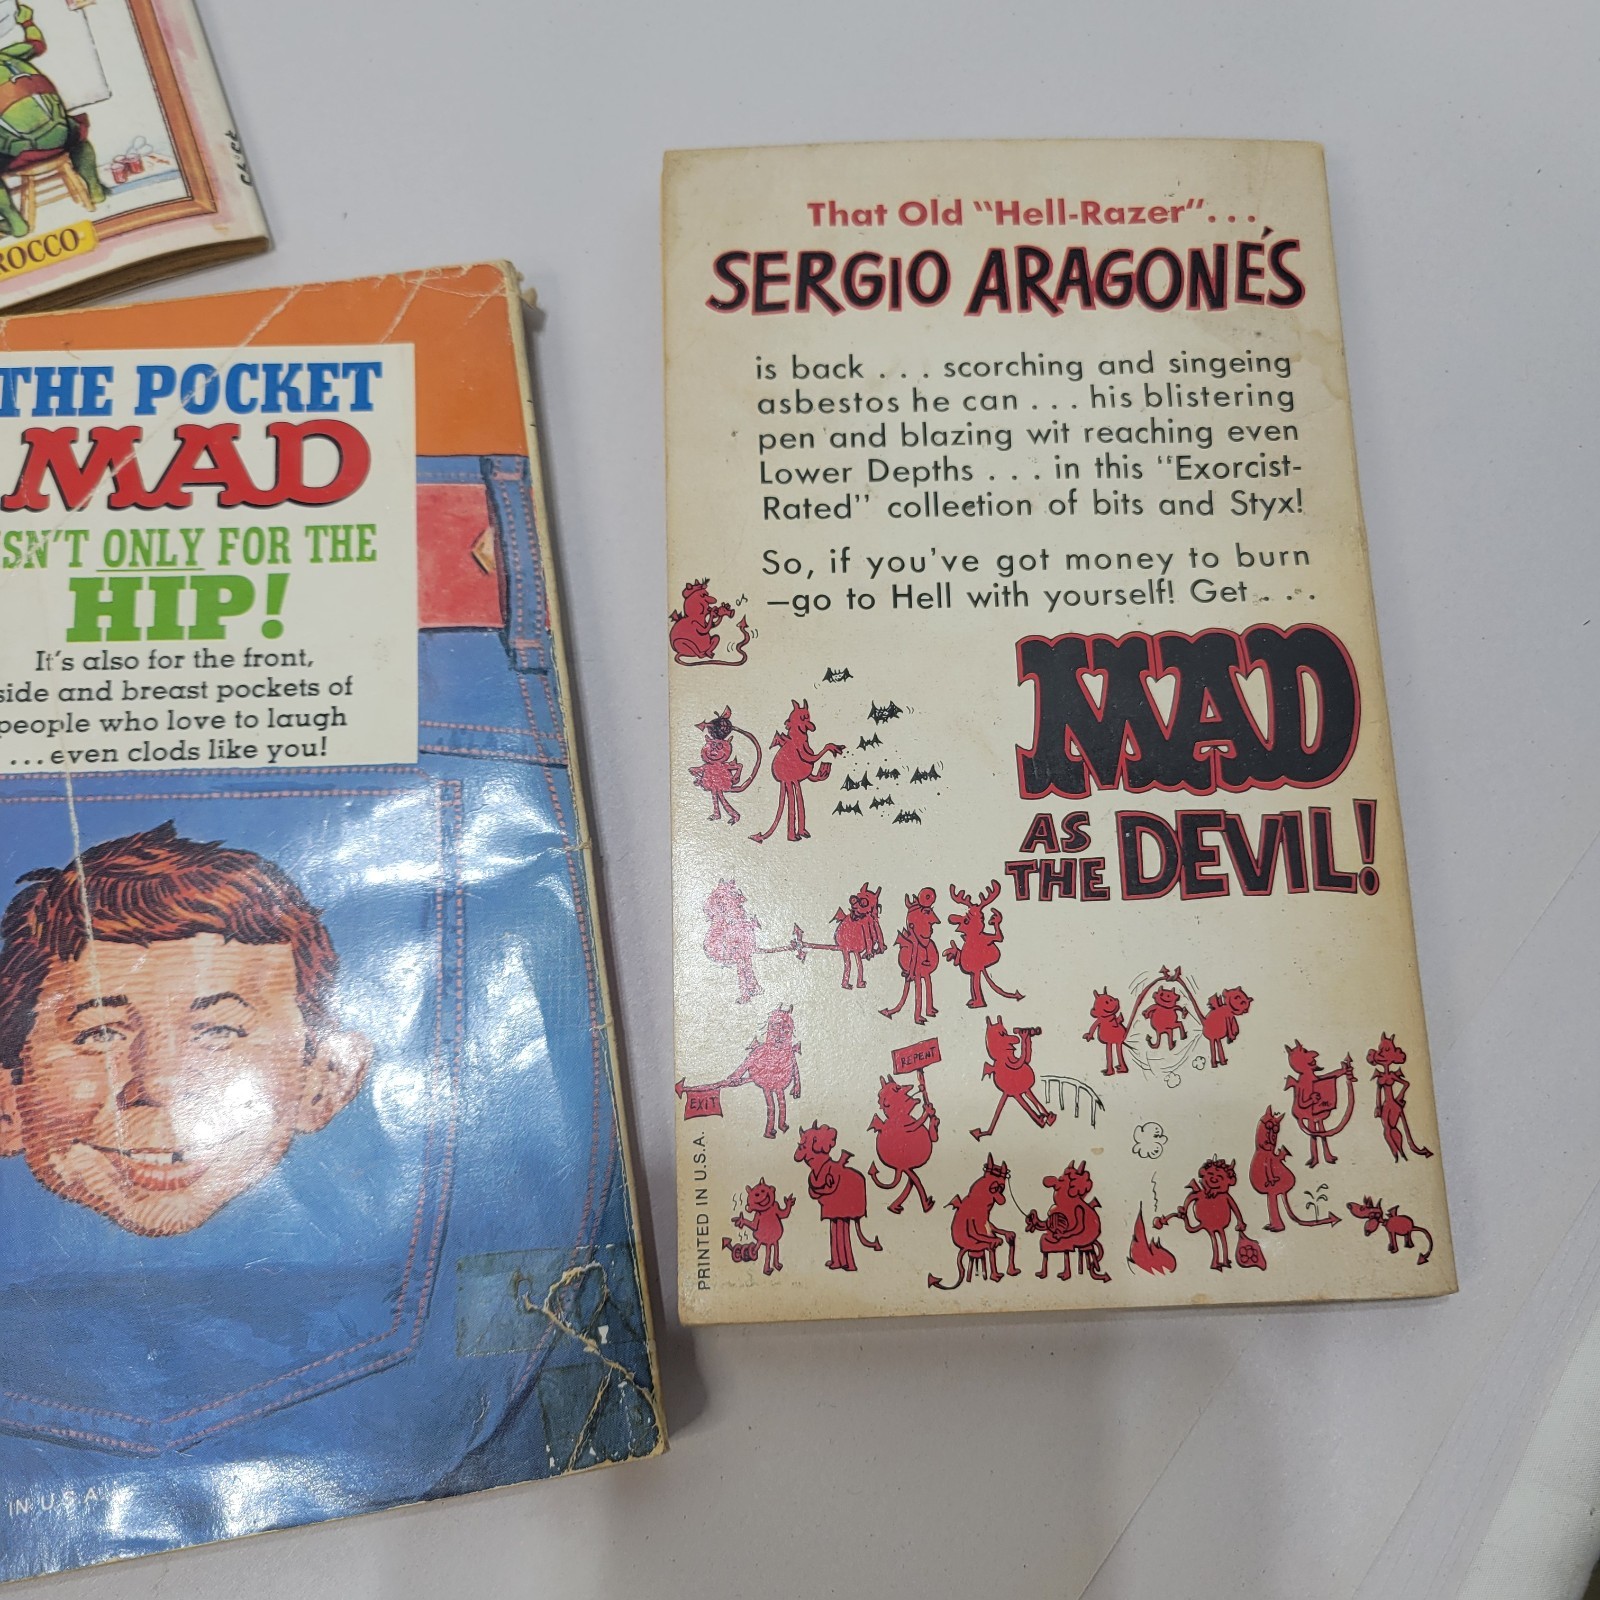 ROCCO
THE POCKET
MAD
ISN'T ONLY FOR THE
HIP!
It's also for the front,
side and breast pockets of
people who love to laugh
...even clods like you!
IN U.S.A.
That Old "Hell-Razer"...
SERGIO ARAGONÉS
is back . . . scorching and singeing
asbestos he can . . . his blistering
pen and blazing wit reaching even
Lower Depths . . . in this "Exorcist-
Rated" collection of bits and Styx!
So, if you've got money to burn
—go to Hell with yourself! Get . . .
MAD
AS
THE DEVIL!
REPENT
EXIT
PRINTED IN U.S.A.